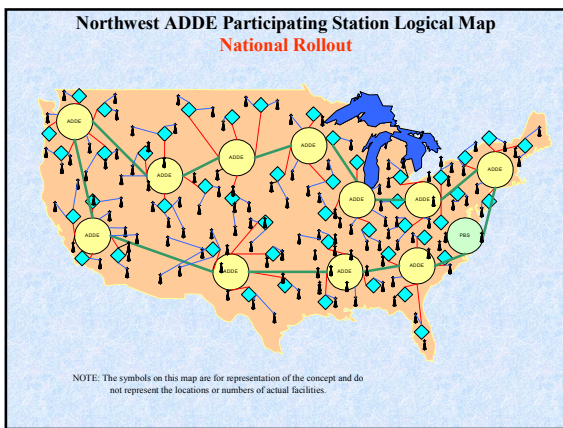 Northwest ADDE Participating Station Logical Map
National Rollout
ADDE
ADDE
ADDE
ADDE
ADDE
ADDE
ADDE
ADDE
PBS
ADDE
ADDE
ADDE
NOTE: The symbols on this map are for representation of the concept and do
not represent the locations or numbers of actual facilities.